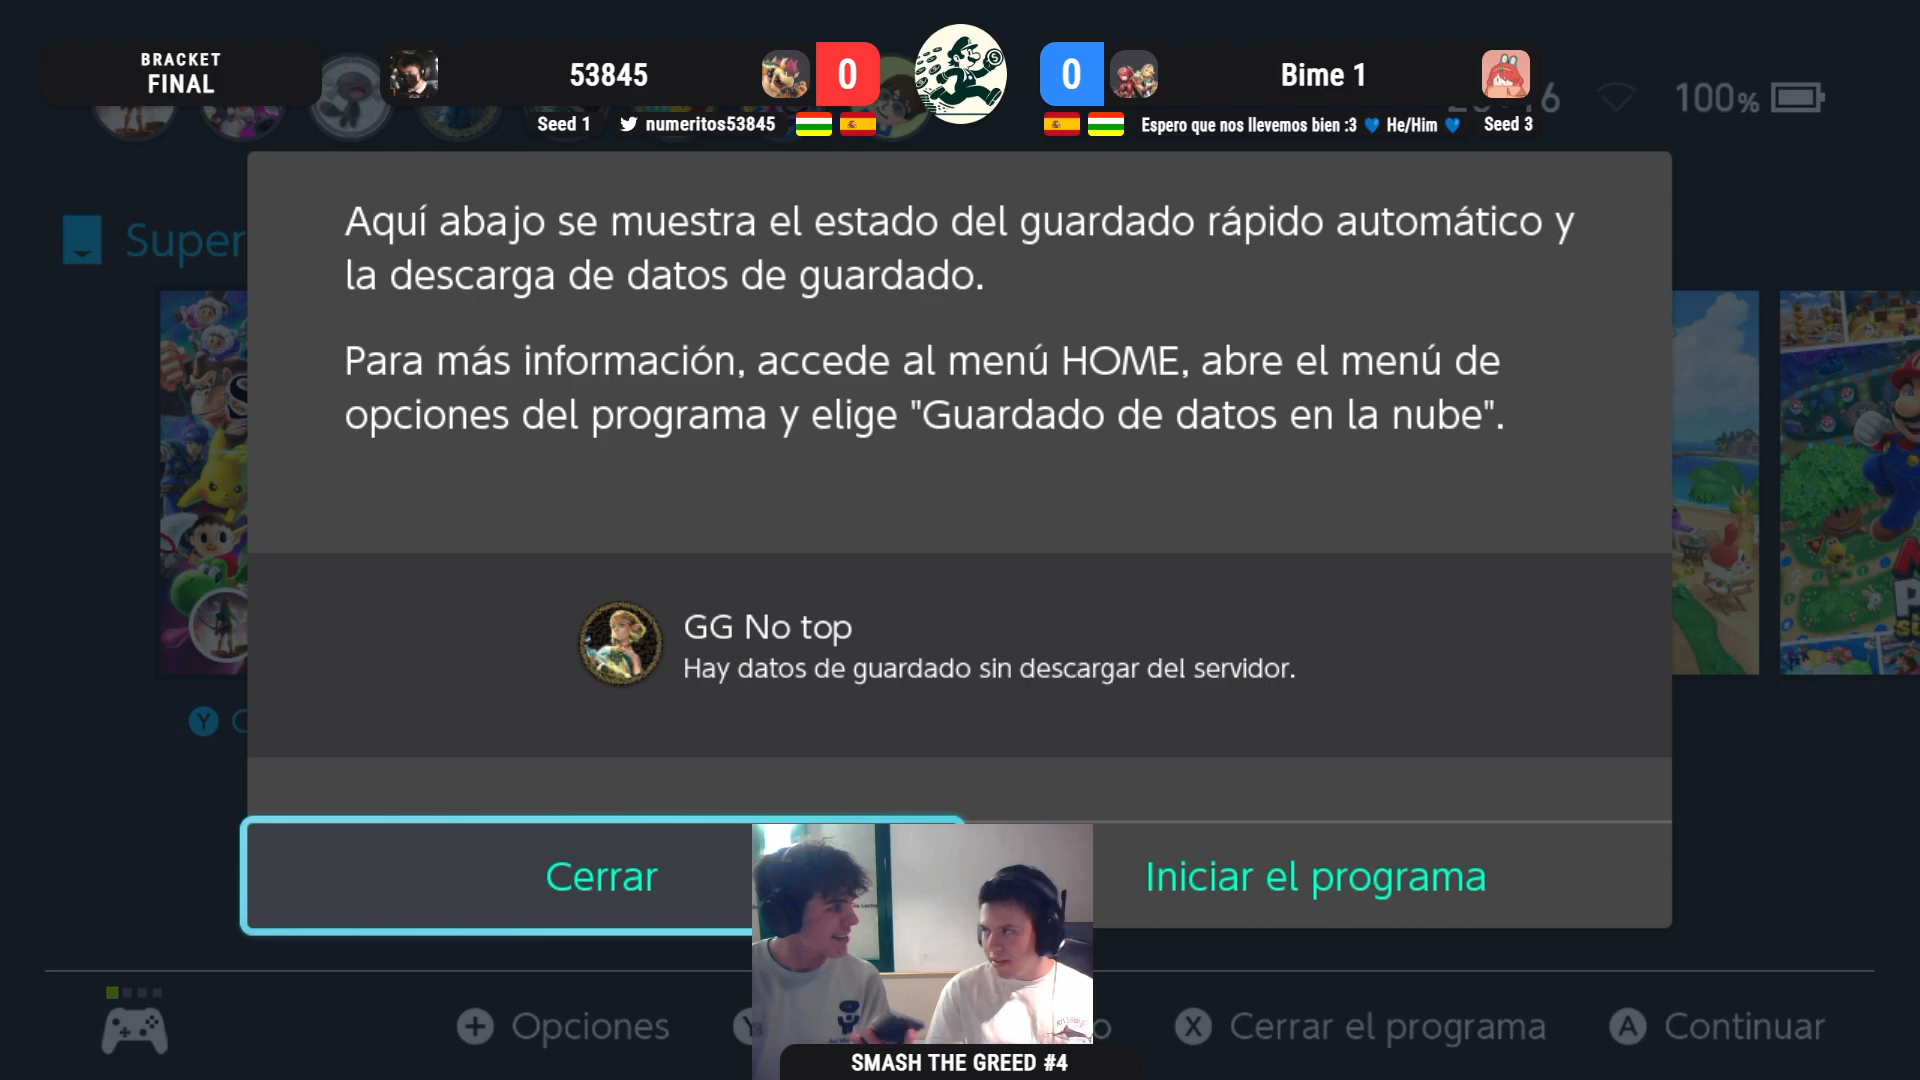 BRACKET
FINAL
53845
0
0
Bime 1
6
100%
Seed 1
numeritos53845
Espero que nos llevemos bien :3 💙 He/Him 💙
Seed 3
Super
Aquí abajo se muestra el estado del guardado rápido automático y
la descarga de datos de guardado.
Para más información, accede al menú HOME, abre el menú de
opciones del programa y elige "Guardado de datos en la nube".
GG No top
Hay datos de guardado sin descargar del servidor.
Y
Cerrar
Iniciar el programa
+ Opciones
Y
X Cerrar el programa
A Continuar
SMASH THE GREED #4